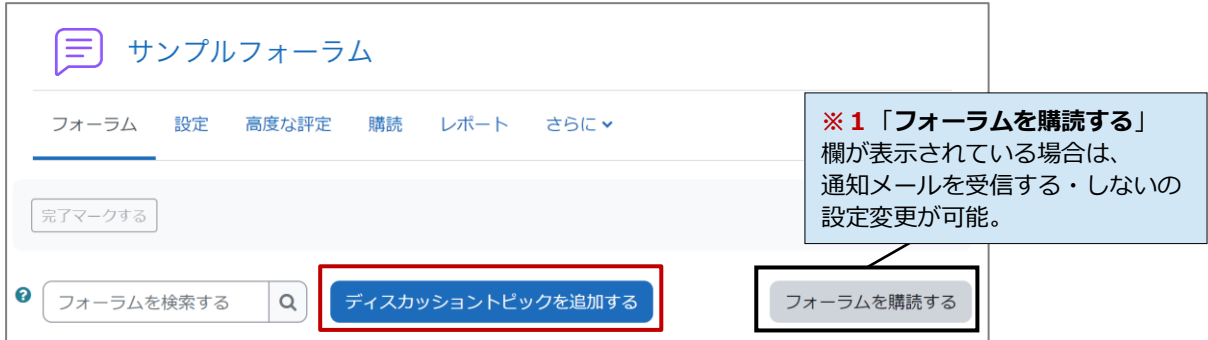 サンプルフォーラム
フォーラム 設定 高度な評定 購読 レポート さらに
※1「フォーラムを購読する」
欄が表示されている場合は、
通知メールを受信する・しないの
設定変更が可能。
完了マークする
フォーラムを検索する ディスカッショントピックを追加する フォーラムを購読する